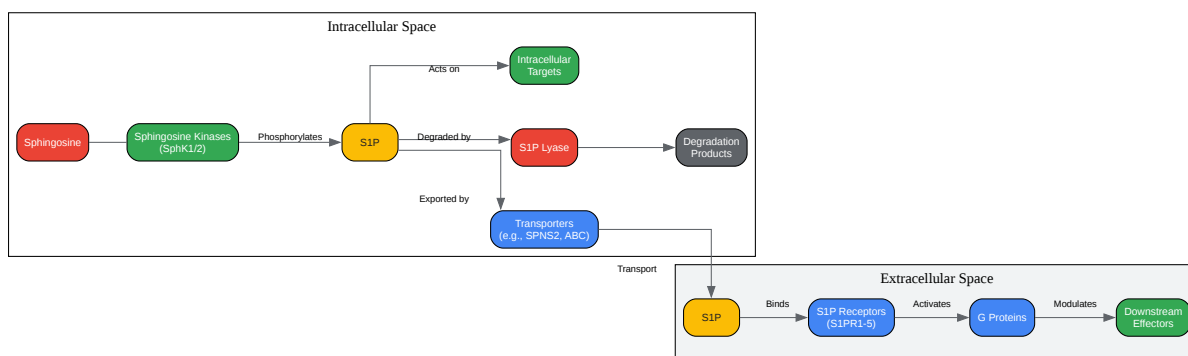 Intracellular Space
Intracellular
Targets
Acts on
Sphingosine
Sphingosine Kinases
(SphK1/2)
Phosphorylates
S1P
Degraded by
S1P Lyase
Degradation
Products
Exported by
Transporters
(e.g., SPNS2, ABC)
Transport
Extracellular Space
S1P
Binds
S1P Receptors
(S1PR1-5)
Activates
G Proteins
Modulates
Downstream
Effectors